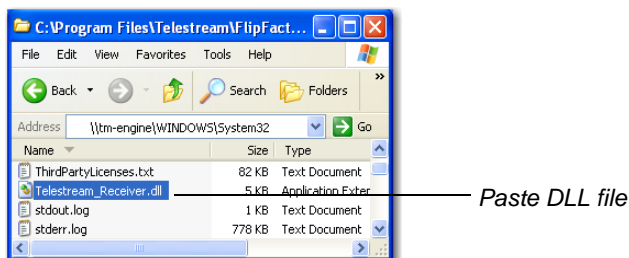 C:\Program Files\Telestream\FlipFact...
File Edit View Favorites Tools Help
Back Search Folders »
Address \\tm-engine\WINDOWS\System32 Go
Name Size Type
ThirdPartyLicenses.txt 82 KB Text Document
Telestream_Receiver.dll 5 KB Application Exter
Paste DLL file
stdout.log 1 KB Text Document
stderr.log 778 KB Text Document